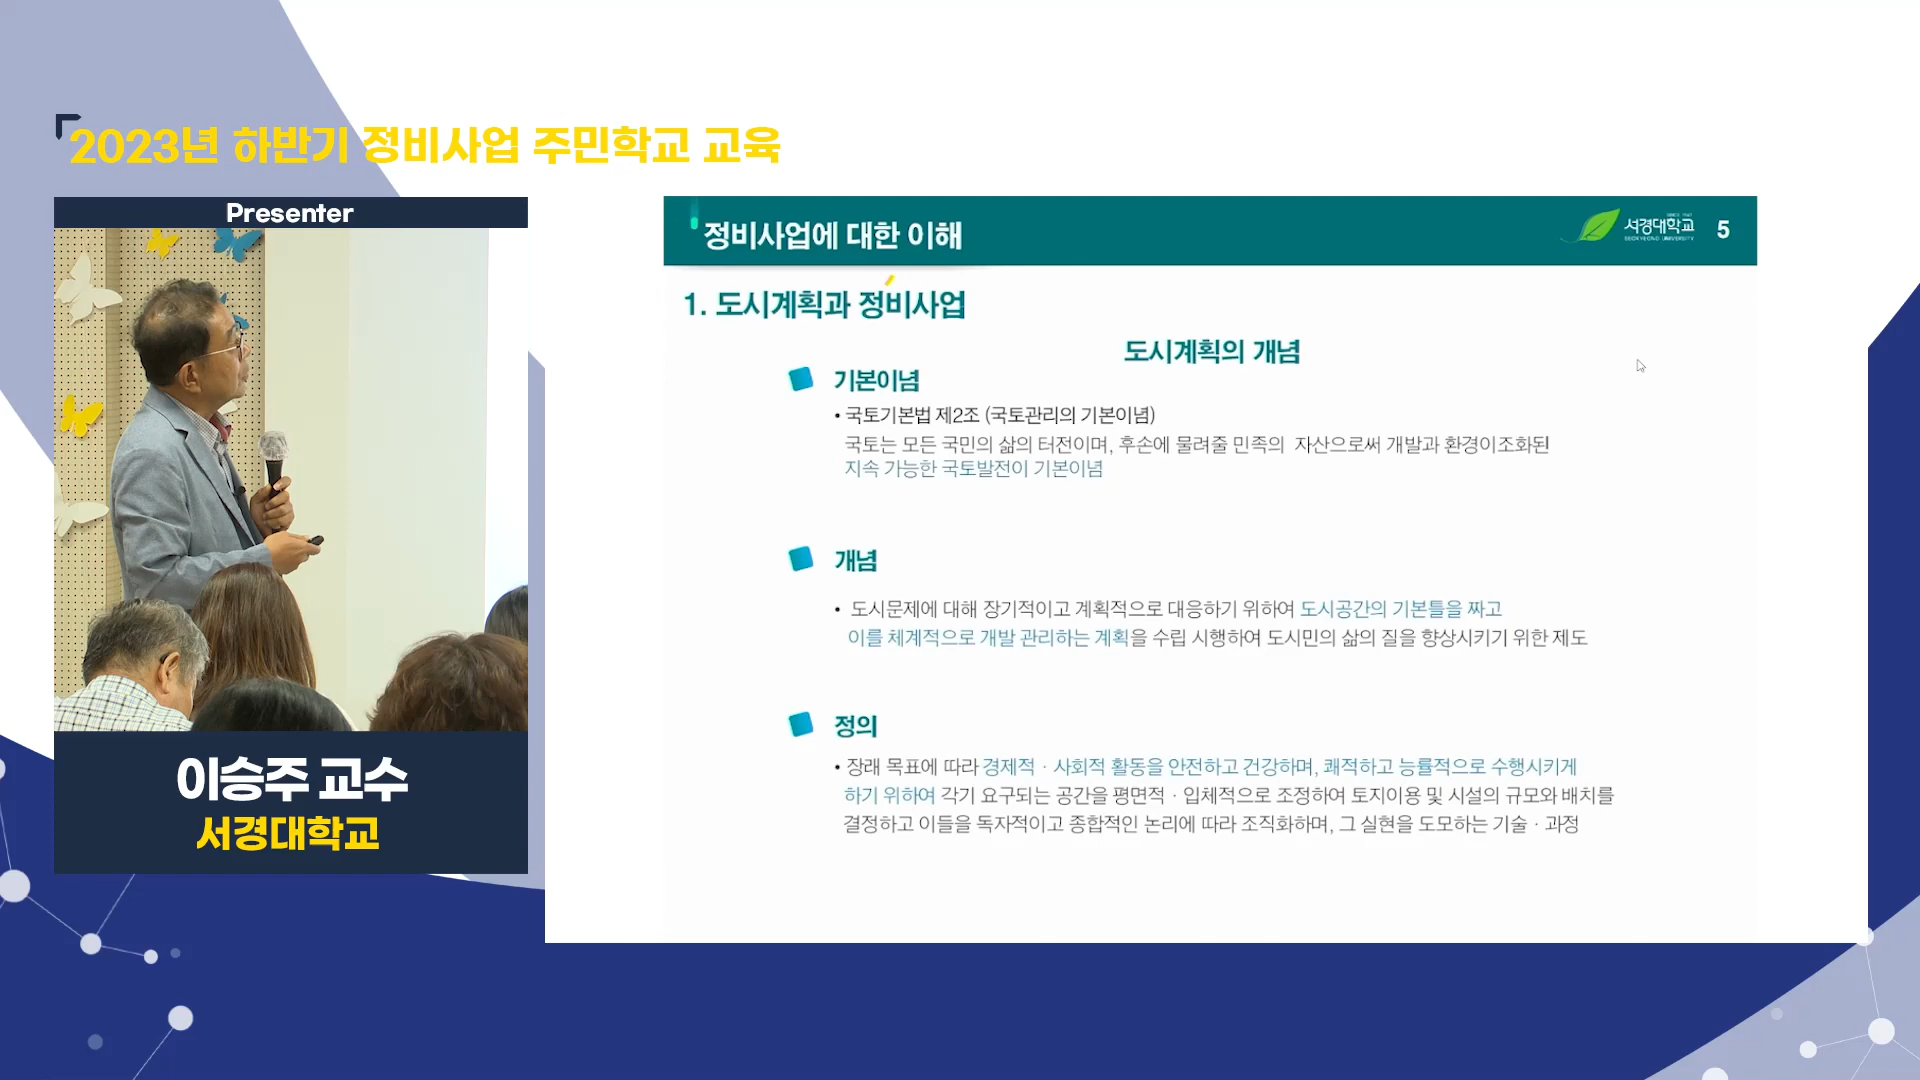 2023년 하반기 정비사업 주민학교 교육
Presenter
이승주 교수
서경대학교
정비사업에 대한 이해
서경대학교
SEOKYEONG UNIVERSITY
5
1. 도시계획과 정비사업
도시계획의 개념
기본이념
• 국토기본법 제2조 (국토관리의 기본이념)
국토는 모든 국민의 삶의 터전이며, 후손에 물려줄 민족의 자산으로써 개발과 환경이조화된
지속 가능한 국토발전이 기본이념
개념
• 도시문제에 대해 장기적이고 계획적으로 대응하기 위하여 도시공간의 기본틀을 짜고
이를 체계적으로 개발 관리하는 계획을 수립 시행하여 도시민의 삶의 질을 향상시키기 위한 제도
정의
• 장래 목표에 따라 경제적 · 사회적 활동을 안전하고 건강하며, 쾌적하고 능률적으로 수행시키게
하기 위하여 각기 요구되는 공간을 평면적 · 입체적으로 조정하여 토지이용 및 시설의 규모와 배치를
결정하고 이들을 독자적이고 종합적인 논리에 따라 조직화하며, 그 실현을 도모하는 기술 · 과정